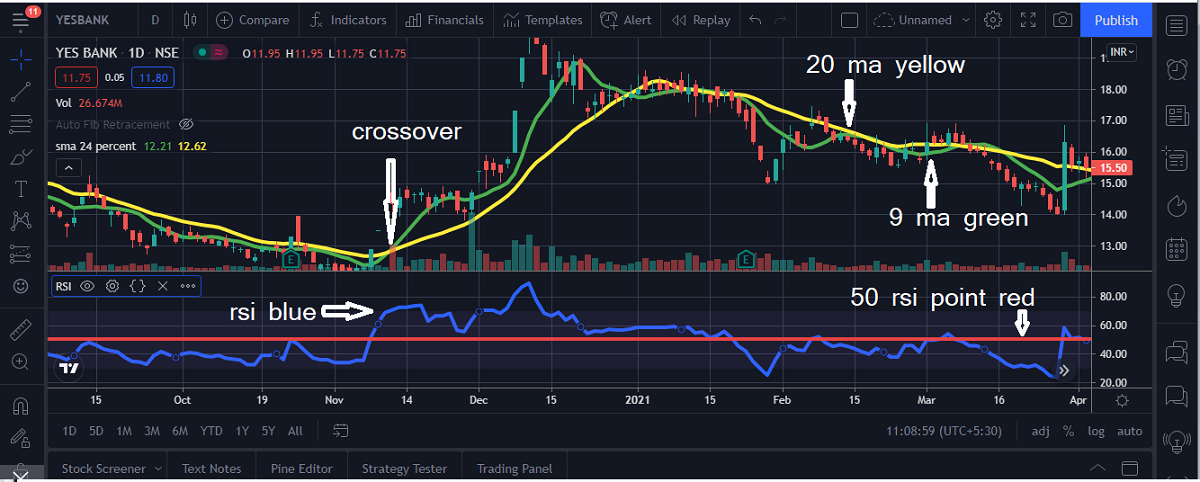 11
YESBANK D Compare Indicators Financials Templates Alert Replay Unnamed Publish
YES BANK · 1D · NSE O11.95 H11.95 L11.75 C11.75
11.75 0.05 11.80
Vol 26.674M
Auto Fib Retracement
sma 24 percent 12.21 12.62
INR
20 ma yellow
crossover
9 ma green
18.00
17.00
16.00
15.50
15.00
14.00
13.00
E E
RSI
rsi blue
50 rsi point red
80.00
60.00
40.00
20.00
15 Oct 19 Nov 14 Dec 15 2021 15 Feb 15 Mar 16 Apr
1D 5D 1M 3M 6M YTD 1Y 5Y All 11:08:59 (UTC+5:30) adj % log auto
Stock Screener Text Notes Pine Editor Strategy Tester Trading Panel